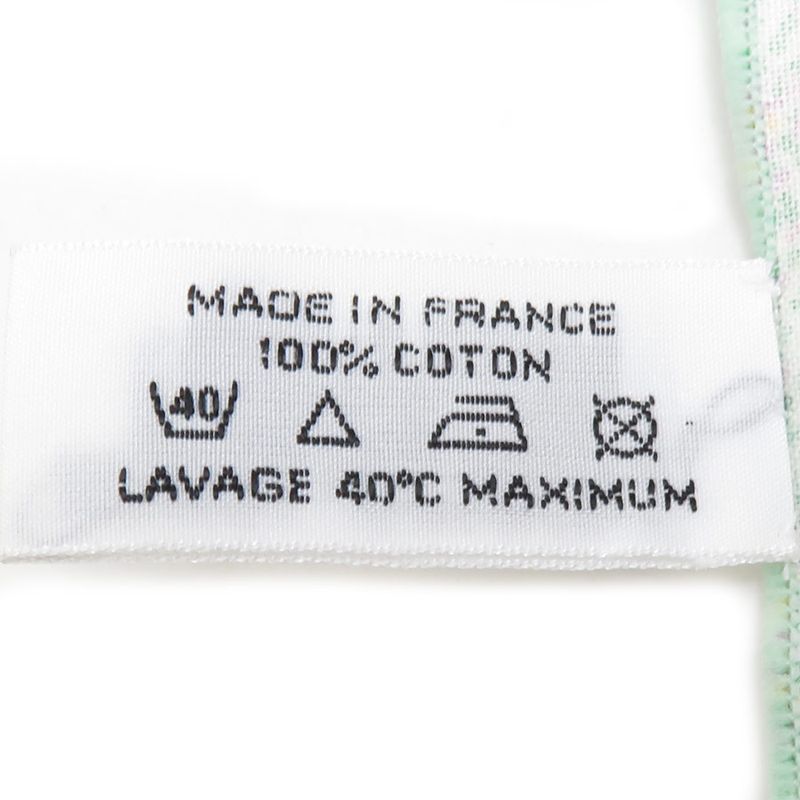 MADE IN FRANCE
100% COTON
40
LAVAGE 40°C MAXIMUM